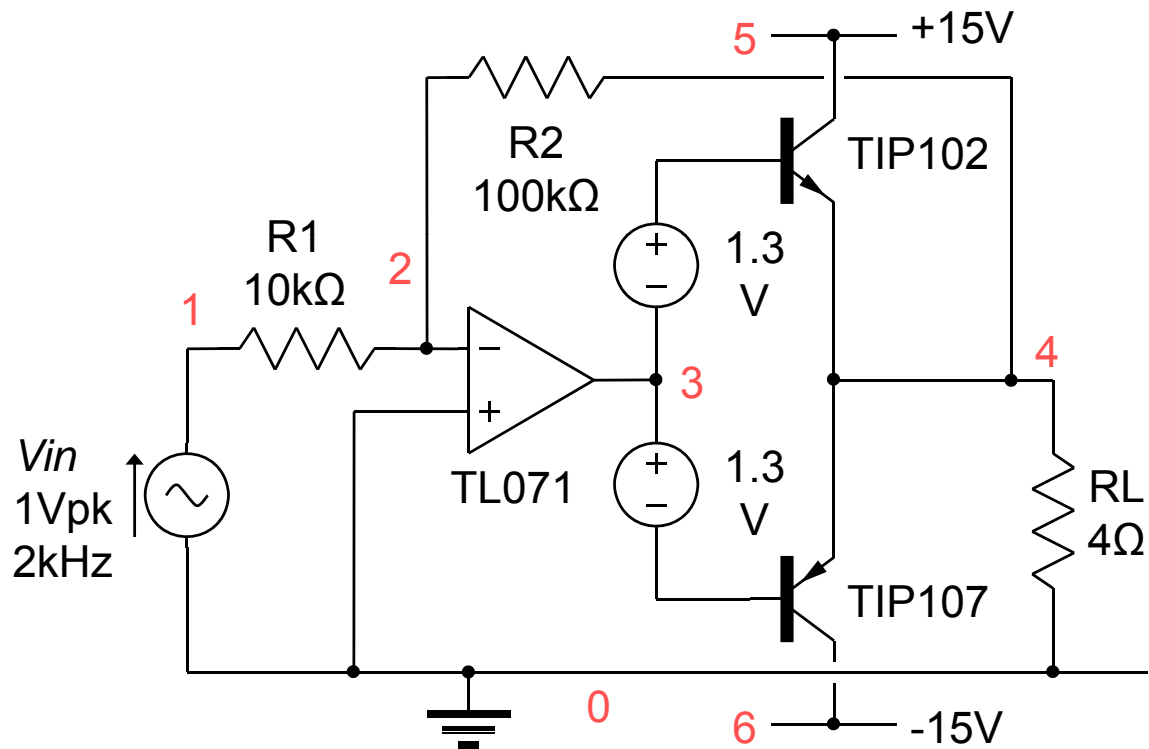 5
+15V
R2
100kΩ
TIP102
R1
10kΩ
2
1.3
V
1
+
−
−
+
3
4
TL071
Vin
1Vpk
2kHz
+
−
1.3
V
RL
4Ω
TIP107
0
6
-15V